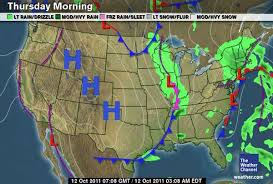 Thursday Morning
LT RAIN/DRIZZLE MOD/HVY RAIN FRZ RAIN/SLEET LT SNOW/FLUR MOD/HVY SNOW
L
H
H
H
L
L
L
L
The
Weather
Channel
weather.com
12 Oct 2011 07:08 GMT / 12 Oct 2011 03:08 AM EDT